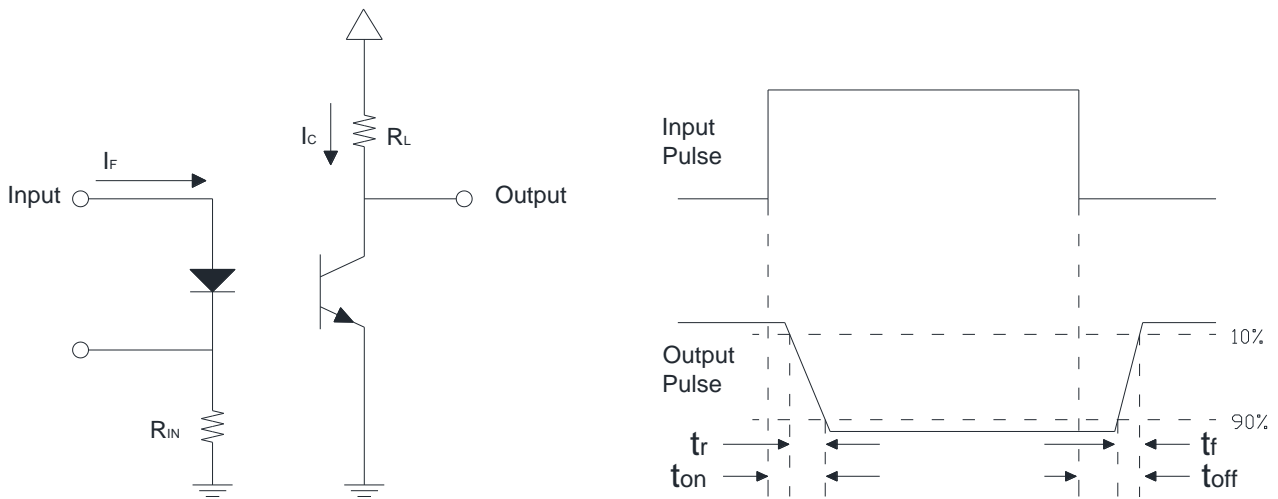 IF
Input
IC
RL
Output
RIN
Input
Pulse
Output
Pulse
10%
90%
tr
tf
ton
toff